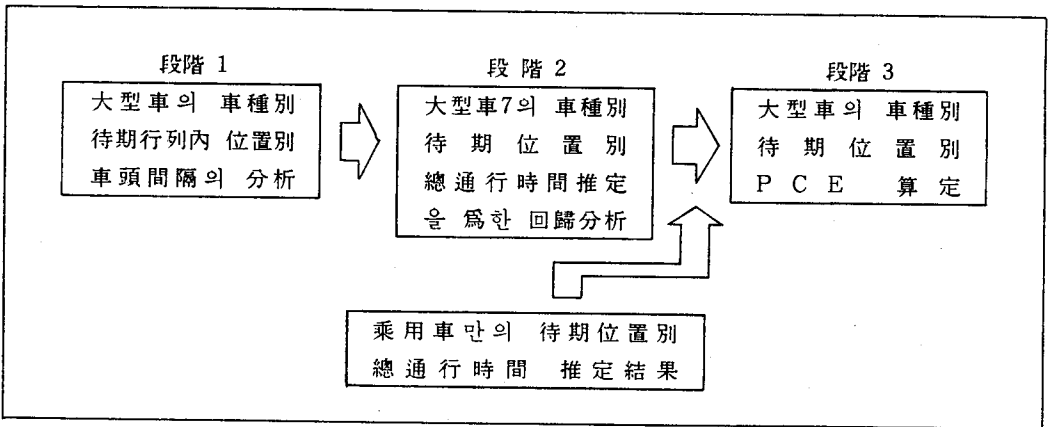 段階 1
大型車의 車種別
待期行列內 位置別
車頭間隔의 分析
段 階 2
大型車7의 車種別
待 期 位 置 別
總通行時間推定
을 爲한 回歸分析
段階 3
大型車의 車種別
待 期 位 置 別
P C E 算 定
乘用車만의 待期位置別
總通行時間 推定結果